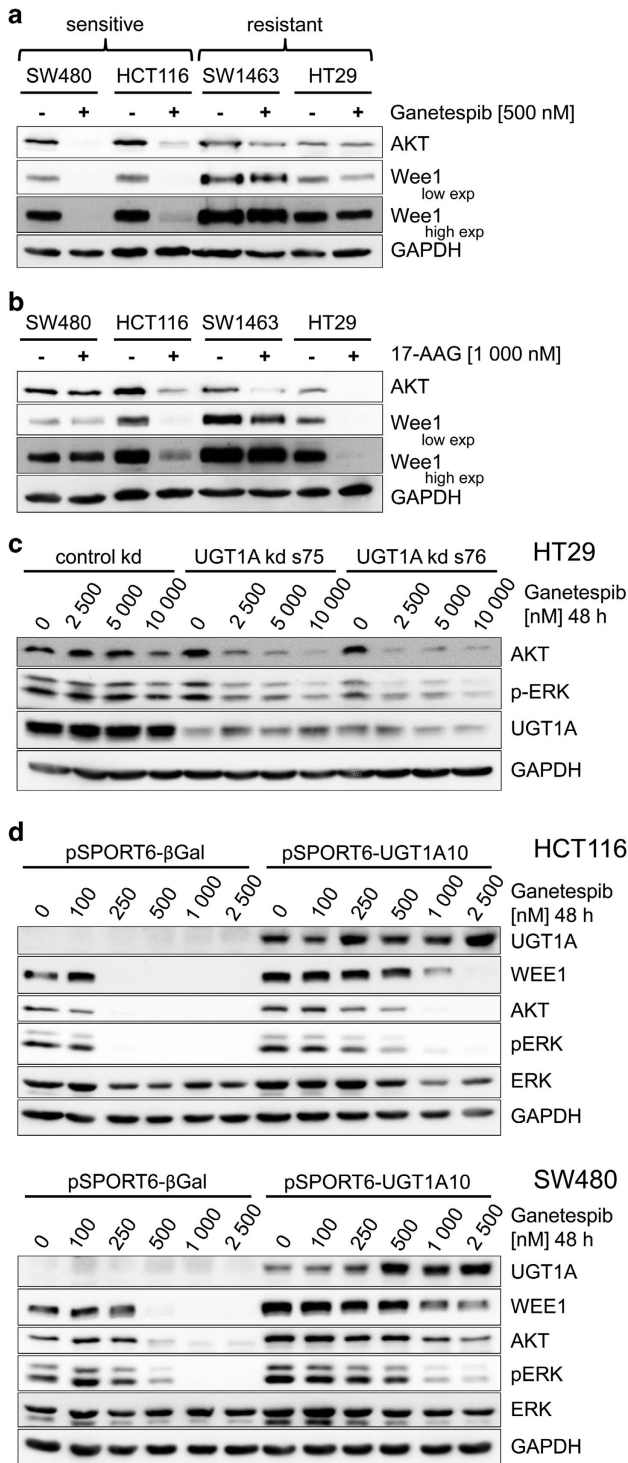 a
sensitive resistant
SW480 HCT116 SW1463 HT29
- + - + - + - + Ganetespib [500 nM]
AKT
Wee1
low exp
Wee1
high exp
GAPDH
b
SW480 HCT116 SW1463 HT29
- + - + - + - + 17-AAG [1 000 nM]
AKT
Wee1
low exp
Wee1
high exp
GAPDH
c
control kd UGT1A kd s75 UGT1A kd s76 HT29
0 2 500 5 000 10 000 0 2 500 5 000 10 000 0 2 500 5 000 10 000 Ganetespib
[nM] 48 h
AKT
p-ERK
UGT1A
GAPDH
d
pSPORT6-βGal pSPORT6-UGT1A10 HCT116
0 100 250 500 1 000 2 500 0 100 250 500 1 000 2 500 Ganetespib
[nM] 48 h
UGT1A
WEE1
AKT
pERK
ERK
GAPDH
pSPORT6-βGal pSPORT6-UGT1A10 SW480
0 100 250 500 1 000 2 500 0 100 250 500 1 000 2 500 Ganetespib
[nM] 48 h
UGT1A
WEE1
AKT
pERK
ERK
GAPDH